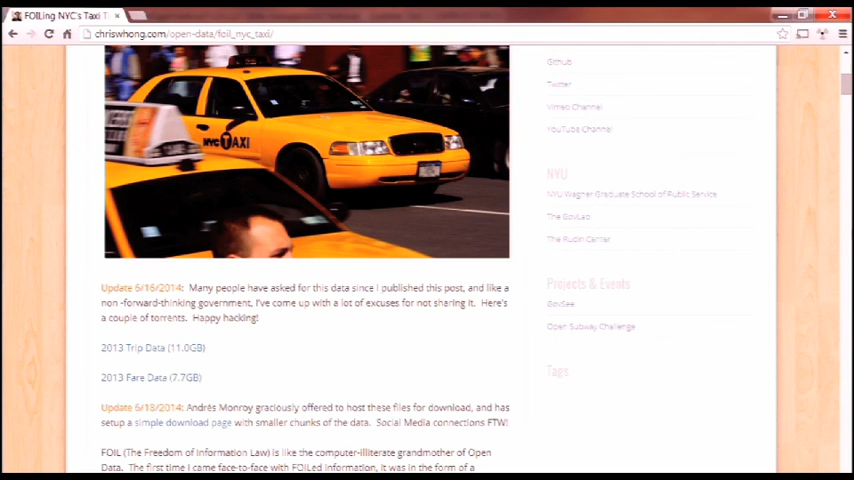 FOILing NYC's Taxi T
chriswhong.com/open-data/foil_nyc_taxi/
NYC TAXI
Github
Twitter
Vimeo Channel
YouTube Channel
NYU
NYU Wagner Graduate School of Public Service
The GovLab
The Rudin Center
Projects & Events
GovSee
Open Subway Challenge
Tags
Update 6/16/2014: Many people have asked for this data since I published this post, and like a
non -forward-thinking government, I've come up with a lot of excuses for not sharing it. Here's
a couple of torrents. Happy hacking!
2013 Trip Data (11.0GB)
2013 Fare Data (7.7GB)
Update 6/18/2014: Andrés Monroy graciously offered to host these files for download, and has
setup a simple download page with smaller chunks of the data. Social Media connections FTW!
FOIL (The Freedom of Information Law) is like the computer-illiterate grandmother of Open
Data. The first time I came face-to-face with FOILed information, it was in the form of a